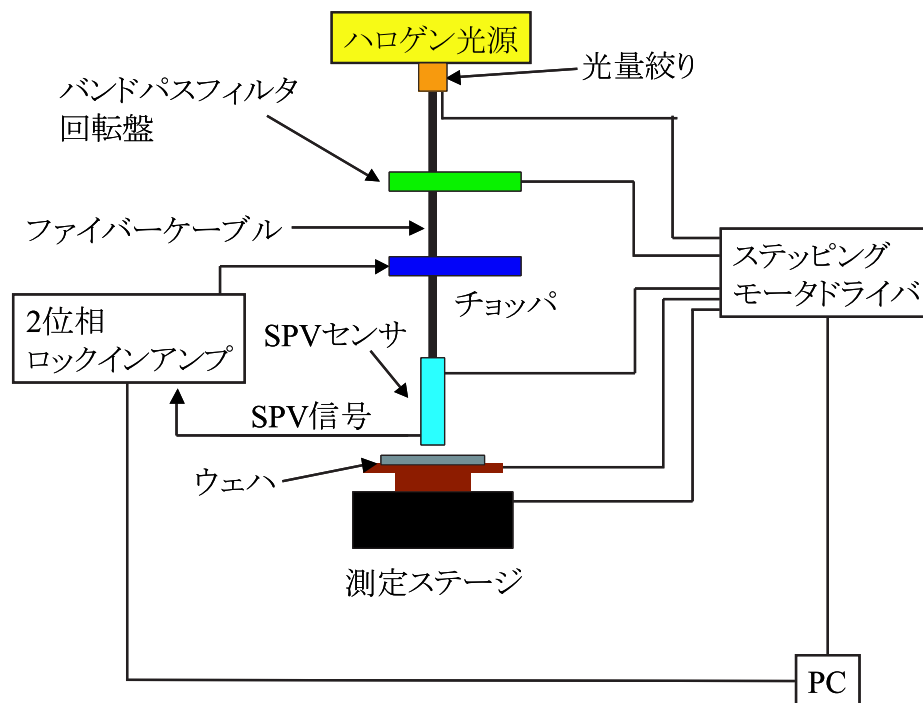 ハロゲン光源
光量絞り
バンドパスフィルタ
回転盤
ファイバーケーブル
ステッピング
モータドライバ
チョッパ
2位相
ロックインアンプ
SPVセンサ
SPV信号
ウェハ
測定ステージ
PC